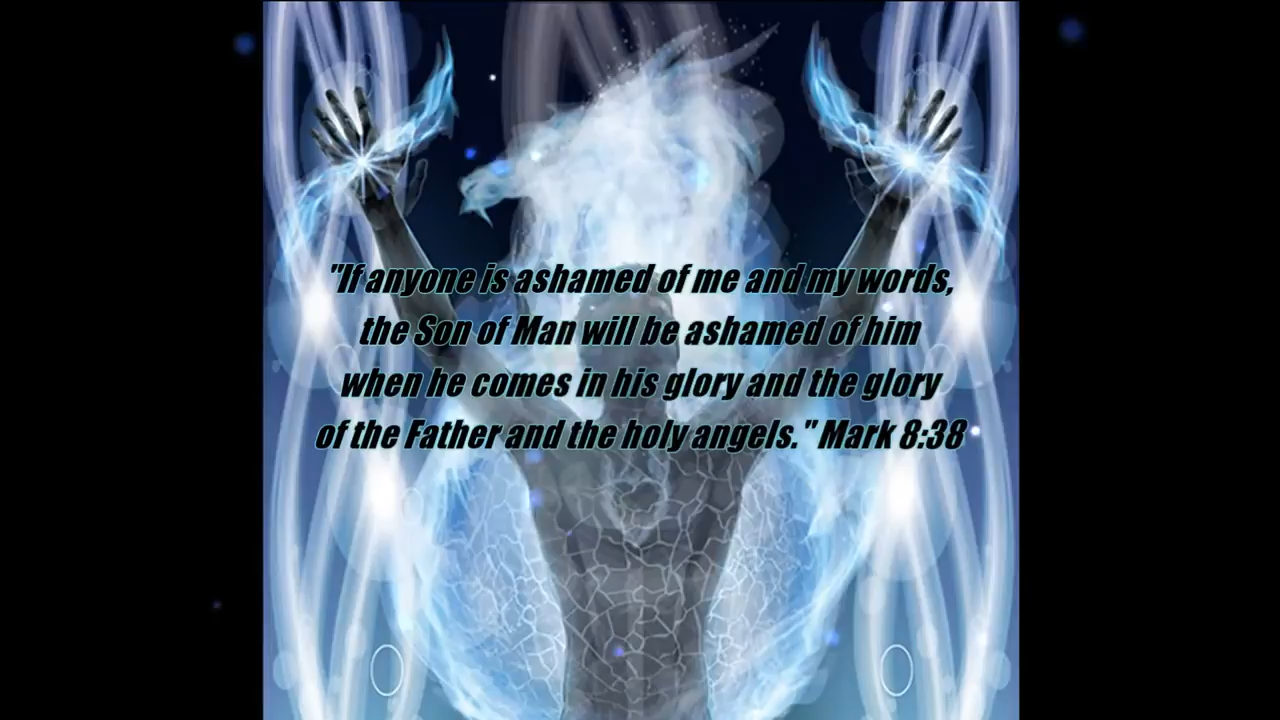 "If anyone is ashamed of me and my words,
the Son of Man will be ashamed of him
when he comes in his glory and the glory
of the Father and the holy angels." Mark 8:38